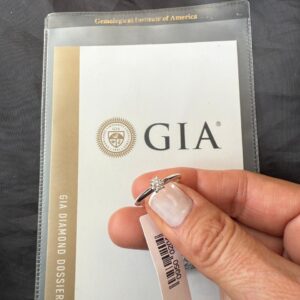 Gemological Institute of America
GIA®
GIA DIAMOND DOSSIER